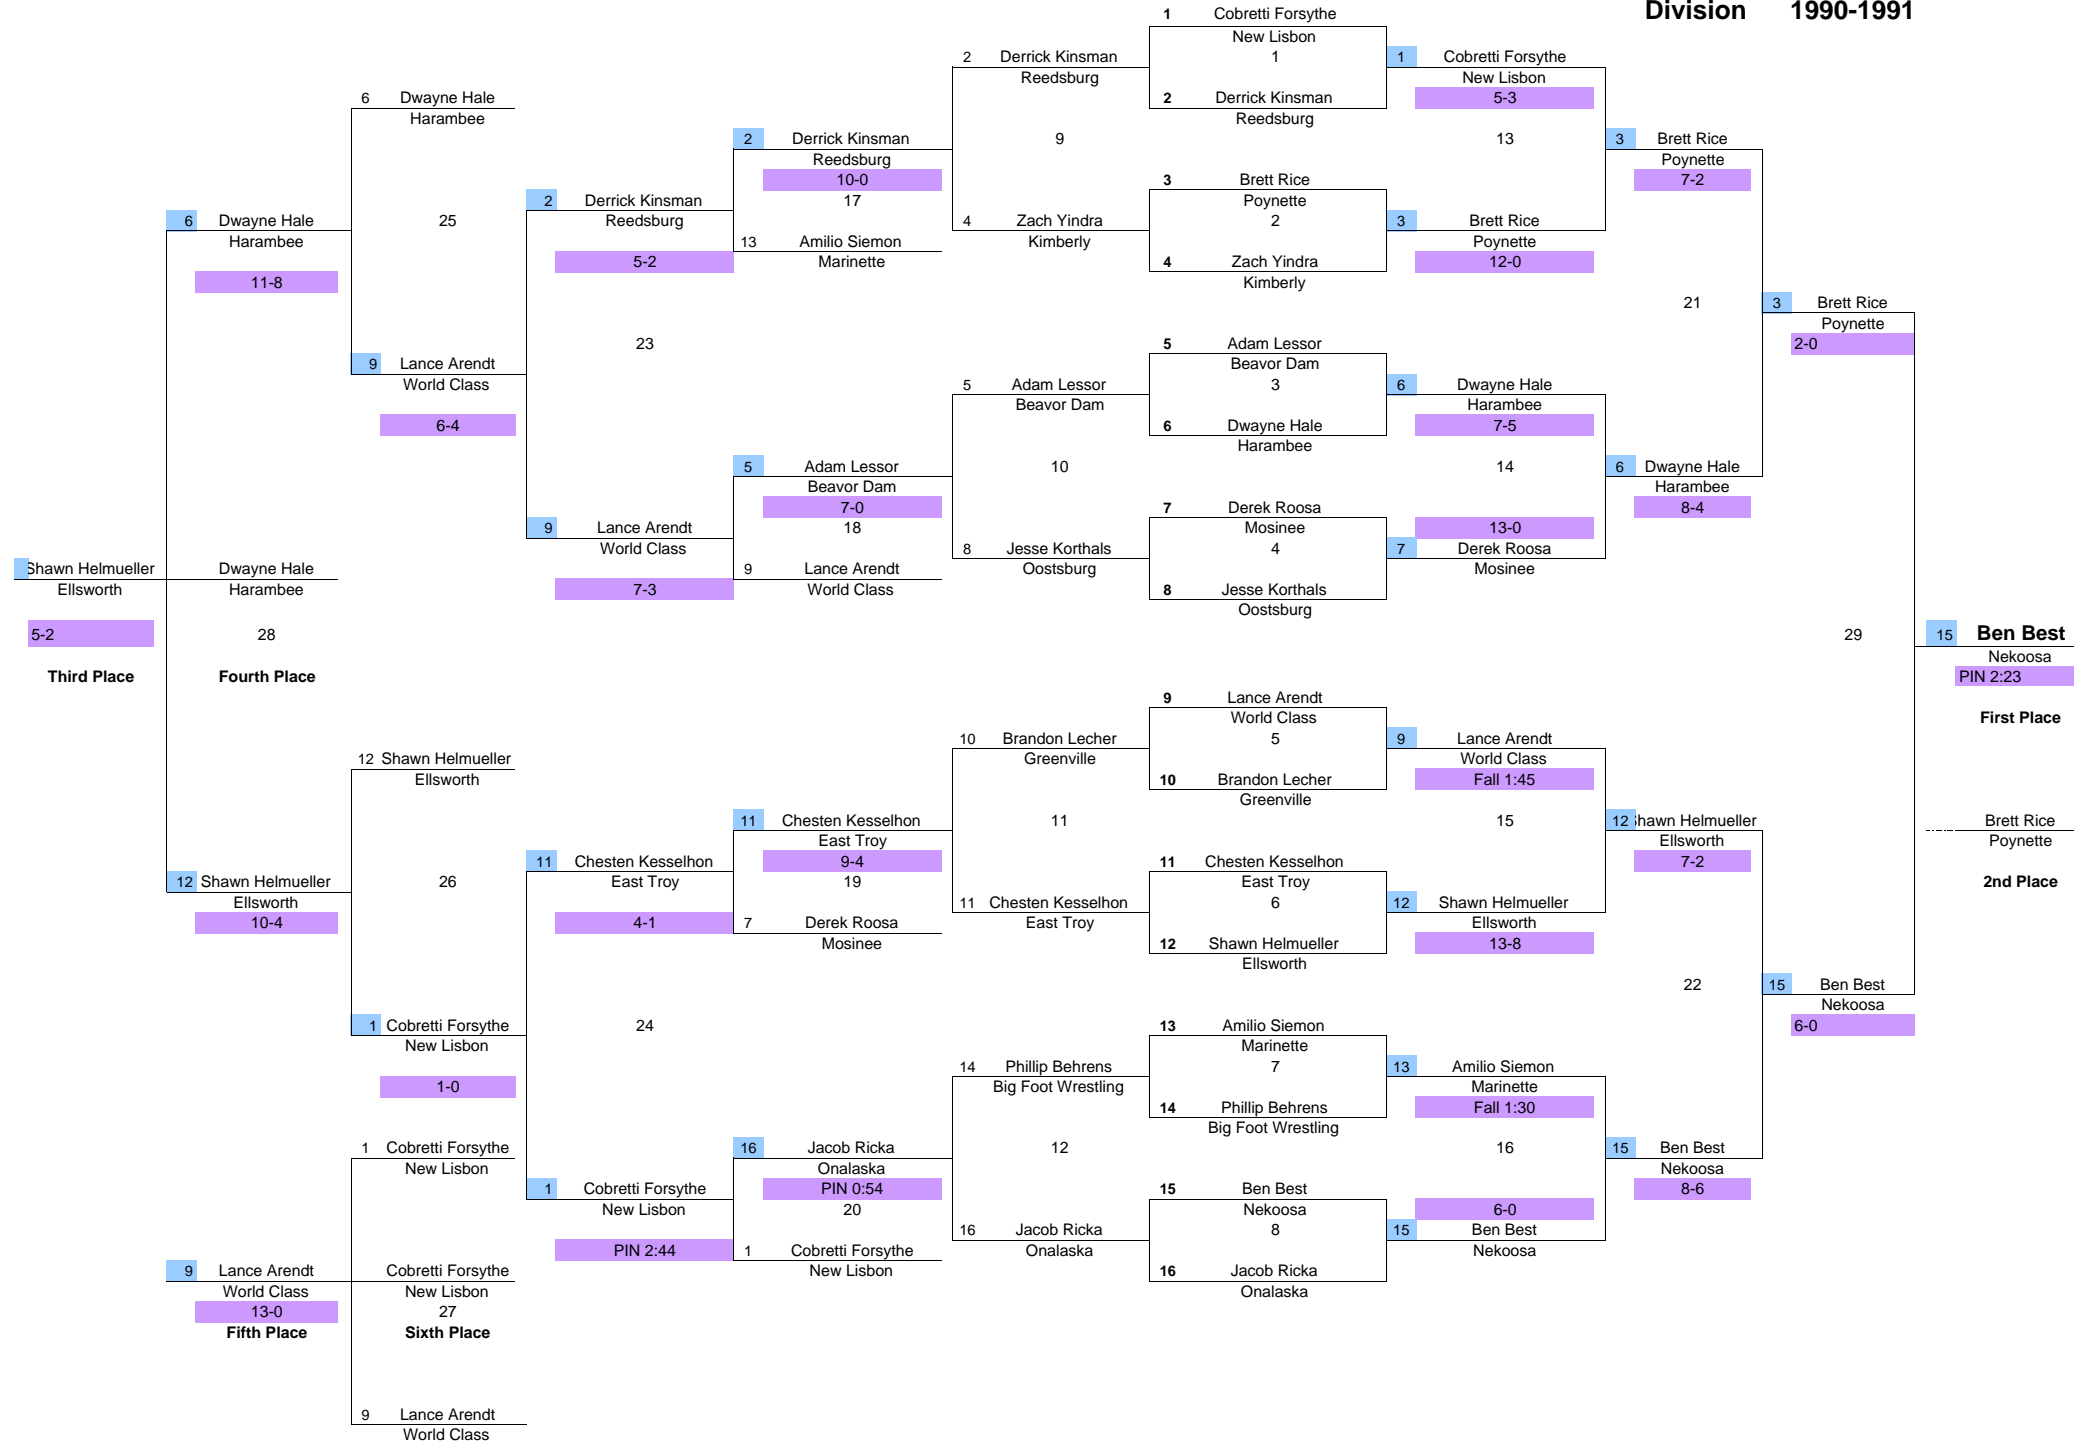 Division 1990-1991
1 Cobretti Forsythe
New Lisbon
2 Derrick Kinsman 1 1 Cobretti Forsythe
Reedsburg New Lisbon
6 Dwayne Hale 2 Derrick Kinsman 5-3
Harambee Reedsburg
2 Derrick Kinsman 9 13 3 Brett Rice
Reedsburg Poynette
10-0 3 Brett Rice 7-2
2 Derrick Kinsman 17 Poynette
6 Dwayne Hale 25 Reedsburg 4 Zach Yindra 2 3 Brett Rice
Harambee 13 Amilio Siemon Kimberly Poynette
5-2 Marinette 4 Zach Yindra 12-0
11-8 Kimberly
21 3 Brett Rice
Poynette
23 5 Adam Lessor 2-0
9 Lance Arendt Beavor Dam
World Class 5 Adam Lessor 3 6 Dwayne Hale
Beavor Dam Harambee
6-4 6 Dwayne Hale 7-5
Harambee
5 Adam Lessor 10 14 6 Dwayne Hale
Beavor Dam Harambee
7-0 7 Derek Roosa 8-4
9 Lance Arendt 18 Mosinee 13-0
World Class 8 Jesse Korthals 4 7 Derek Roosa
Shawn Helmueller Dwayne Hale 9 Lance Arendt Oostsburg Mosinee
Ellsworth Harambee 7-3 World Class 8 Jesse Korthals
Oostsburg
5-2 28 29 15 Ben Best
Nekoosa
Third Place Fourth Place PIN 2:23
9 Lance Arendt
World Class First Place
10 Brandon Lecher 5 9 Lance Arendt
12 Shawn Helmueller Greenville World Class
Ellsworth 10 Brandon Lecher Fall 1:45
Greenville
11 Chesten Kesselhon 11 15 12 Shawn Helmueller Brett Rice
East Troy Ellsworth Poynette
11 Chesten Kesselhon 9-4 11 Chesten Kesselhon 7-2
12 Shawn Helmueller 26 East Troy 19 East Troy 2nd Place
Ellsworth 11 Chesten Kesselhon 6 12 Shawn Helmueller
10-4 4-1 7 Derek Roosa East Troy Ellsworth
Mosinee 12 Shawn Helmueller 13-8
Ellsworth
22 15 Ben Best
Nekoosa
1 Cobretti Forsythe 24 13 Amilio Siemon 6-0
New Lisbon Marinette
14 Phillip Behrens 7 13 Amilio Siemon
1-0 Big Foot Wrestling Marinette
14 Phillip Behrens Fall 1:30
Big Foot Wrestling
1 Cobretti Forsythe 16 Jacob Ricka 12 16 15 Ben Best
New Lisbon Onalaska Nekoosa
1 Cobretti Forsythe PIN 0:54 15 Ben Best 8-6
New Lisbon 20 Nekoosa 6-0
16 Jacob Ricka 8 15 Ben Best
PIN 2:44 1 Cobretti Forsythe Onalaska Nekoosa
9 Lance Arendt Cobretti Forsythe New Lisbon 16 Jacob Ricka
World Class New Lisbon Onalaska
13-0 27
Fifth Place Sixth Place
9 Lance Arendt
World Class